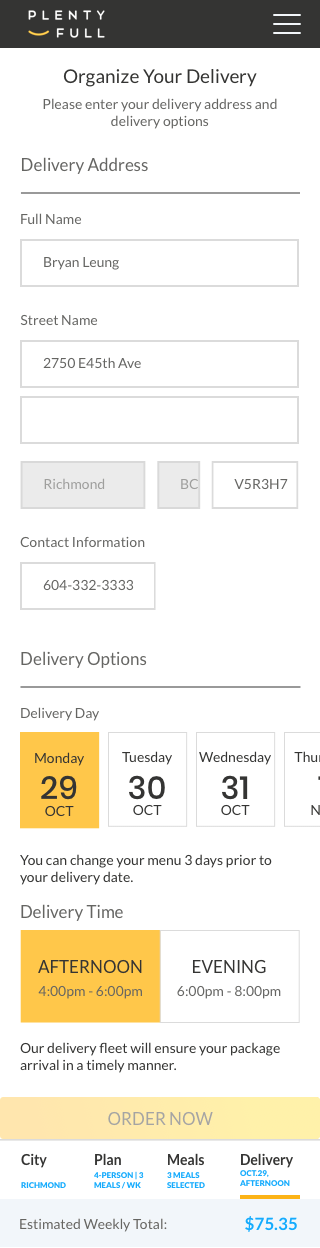 PLENTY
FULL
Organize Your Delivery
Please enter your delivery address and
delivery options
Delivery Address
Full Name
Bryan Leung
Street Name
2750 E45th Ave
Richmond BC V5R3H7
Contact Information
604-332-3333
Delivery Options
Delivery Day
Monday Tuesday Wednesday Thur
29 30 31
OCT OCT OCT N
You can change your menu 3 days prior to
your delivery date.
Delivery Time
AFTERNOON EVENING
4:00pm - 6:00pm 6:00pm - 8:00pm
Our delivery fleet will ensure your package
arrival in a timely manner.
ORDER NOW
City Plan Meals Delivery
RICHMOND 4-PERSON | 3 3 MEALS OCT.29,
MEALS / WK SELECTED AFTERNOON
Estimated Weekly Total: $75.35